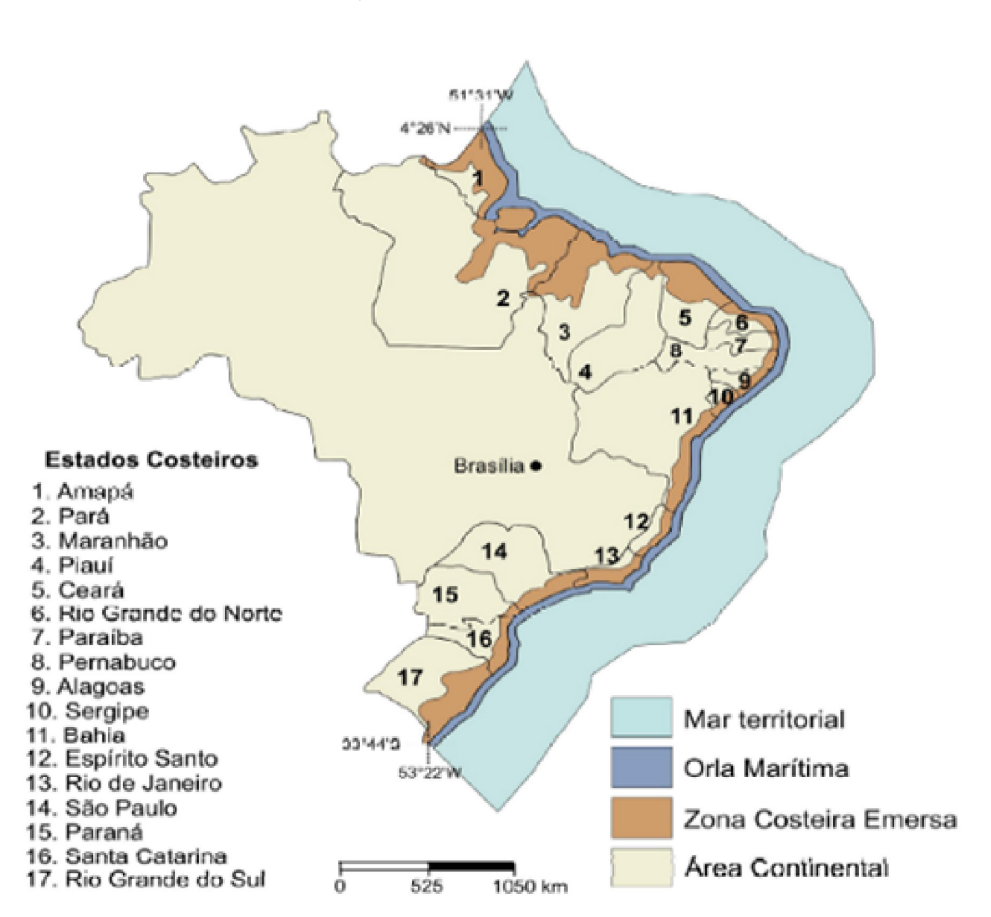 51°31'W
4°26'N
1
2
3
4
5
6
7
8
9
10
11
Brasília
12
13
14
15
16
17
33°44'S
53°22'W
Estados Costeiros
1. Amapá
2. Pará
3. Maranhão
4. Piauí
5. Ceará
6. Rio Grande do Norte
7. Paraíba
8. Pernabuco
9. Alagoas
10. Sergipe
11. Bahia
12. Espírito Santo
13. Rio de Janeiro
14. São Paulo
15. Paraná
16. Santa Catarina
17. Rio Grande do Sul
0 525 1050 km
Mar territorial
Orla Marítima
Zona Costeira Emersa
Área Continental